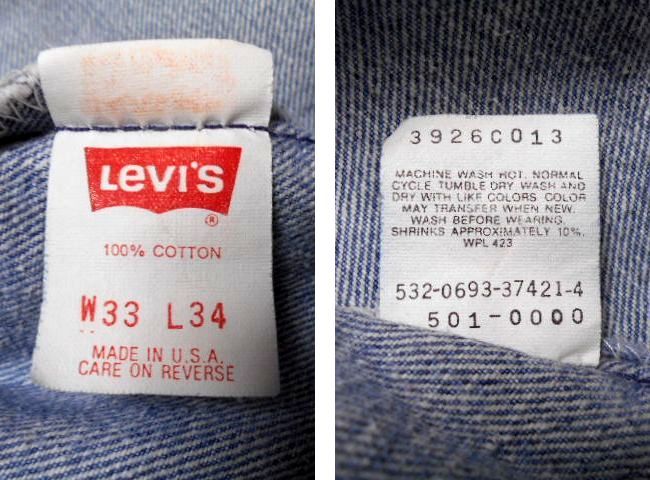 LEVI'S
®
100% COTTON
W33 L34
MADE IN U.S.A.
CARE ON REVERSE
3926C013
MACHINE WASH HOT. NORMAL
CYCLE TUMBLE DRY WASH AND
DRY WITH LIKE COLORS COLOR
MAY TRANSFER WHEN NEW.
WASH BEFORE WEARING.
SHRINKS APPROXIMATELY 10%.
WPL 423
532-0693-37421-4
501-0000